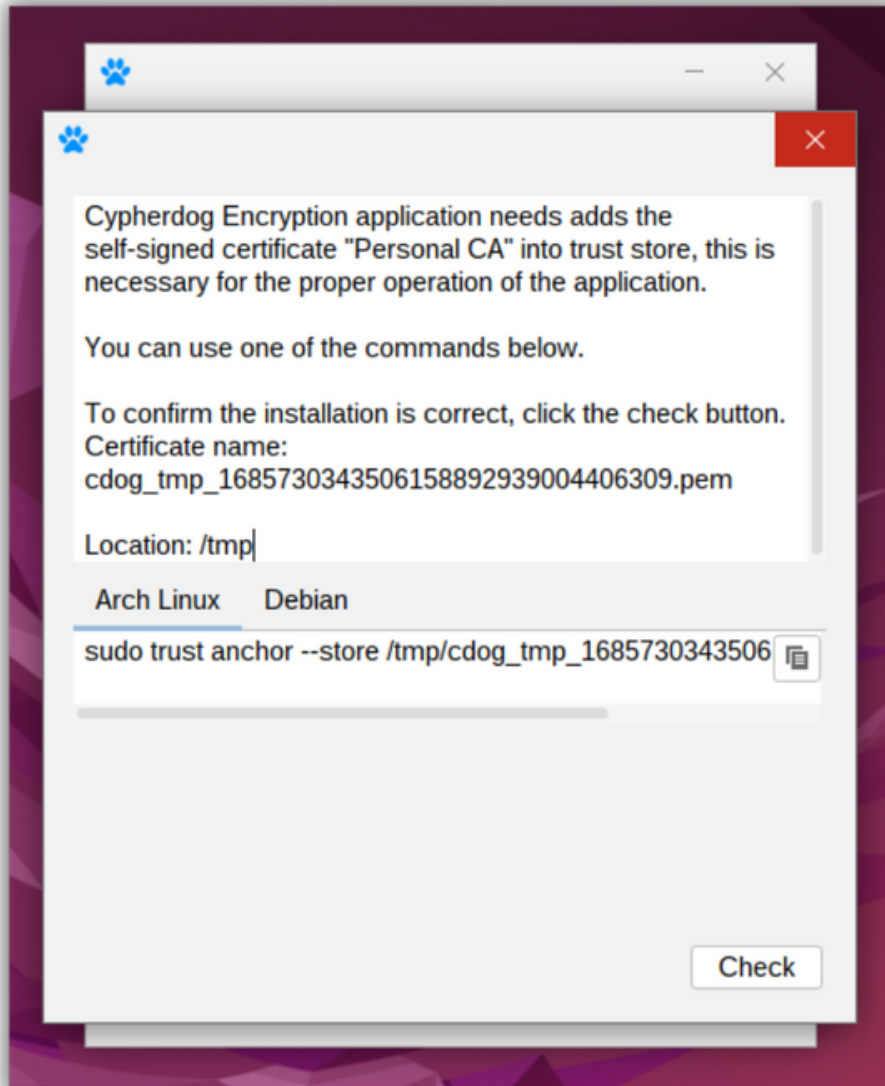 Cypherdog Encryption application needs adds the
self-signed certificate "Personal CA" into trust store, this is
necessary for the proper operation of the application.
You can use one of the commands below.
To confirm the installation is correct, click the check button.
Certificate name:
cdog_tmp_1685730343506158892939004406309.pem
Location: /tmp
Arch Linux Debian
sudo trust anchor --store /tmp/cdog_tmp_1685730343506
Check